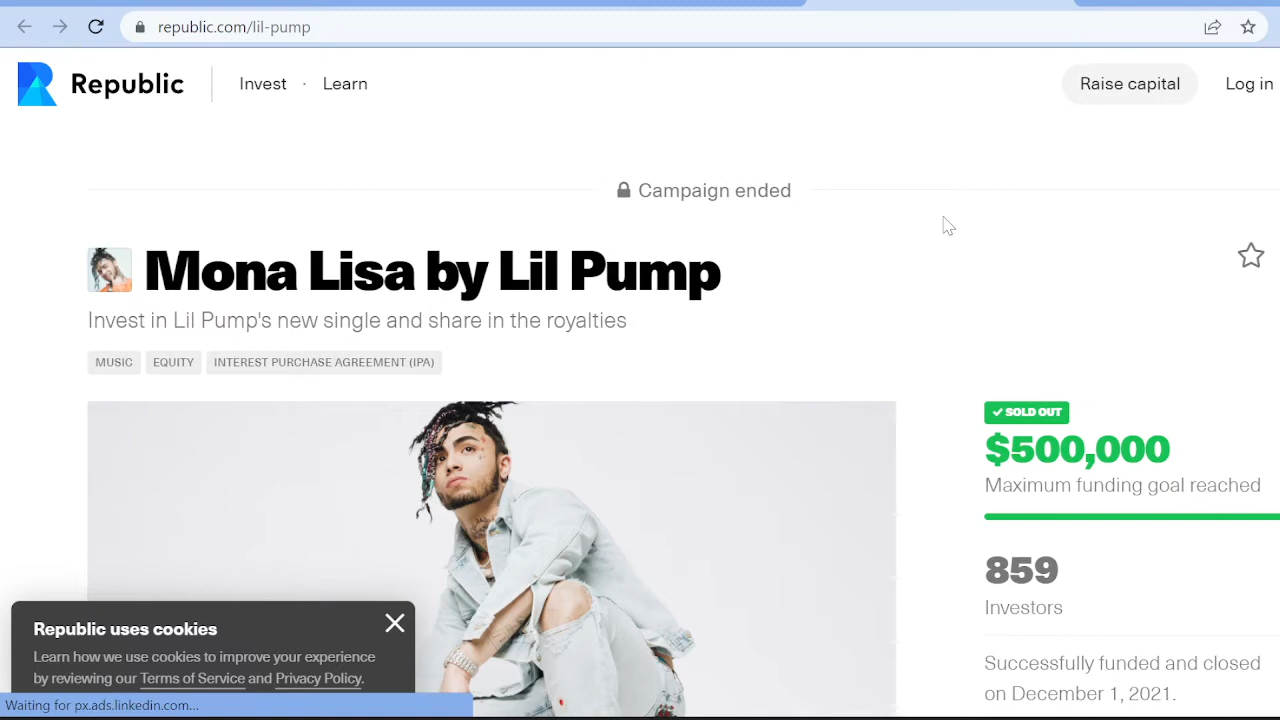 republic.com/lil-pump
Republic Invest · Learn Raise capital Log in
Campaign ended
Mona Lisa by Lil Pump
Invest in Lil Pump's new single and share in the royalties
MUSIC EQUITY INTEREST PURCHASE AGREEMENT (IPA)
SOLD OUT
$500,000
Maximum funding goal reached
859
Investors
Successfully funded and closed
on December 1, 2021.
Republic uses cookies
Learn how we use cookies to improve your experience
by reviewing our Terms of Service and Privacy Policy.
Waiting for px.ads.linkedin.com...